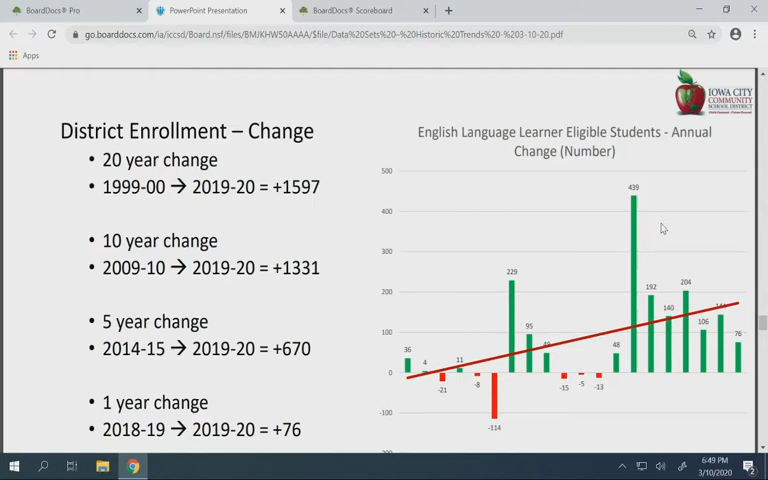 BoardDocs® Pro
PowerPoint Presentation
BoardDocs® Scoreboard
go.boarddocs.com/ia/iccsd/Board.nsf/files/BMJKHW50AAAA/$file/Data%20Sets%20-%20Historic%20Trends%20-%203-10-20.pdf
Apps
IOWA CITY
COMMUNITY
SCHOOL DISTRICT
District Enrollment – Change
• 20 year change
• 1999-00 → 2019-20 = +1597
• 10 year change
• 2009-10 → 2019-20 = +1331
• 5 year change
• 2014-15 → 2019-20 = +670
• 1 year change
• 2018-19 → 2019-20 = +76
English Language Learner Eligible Students - Annual
Change (Number)
500
439
400
300
229
192
204
200
140
106
95
76
100
36
4
11
49
48
0
-21
-8
-15
-5
-13
-100
-114
6:49 PM
3/10/2020
2